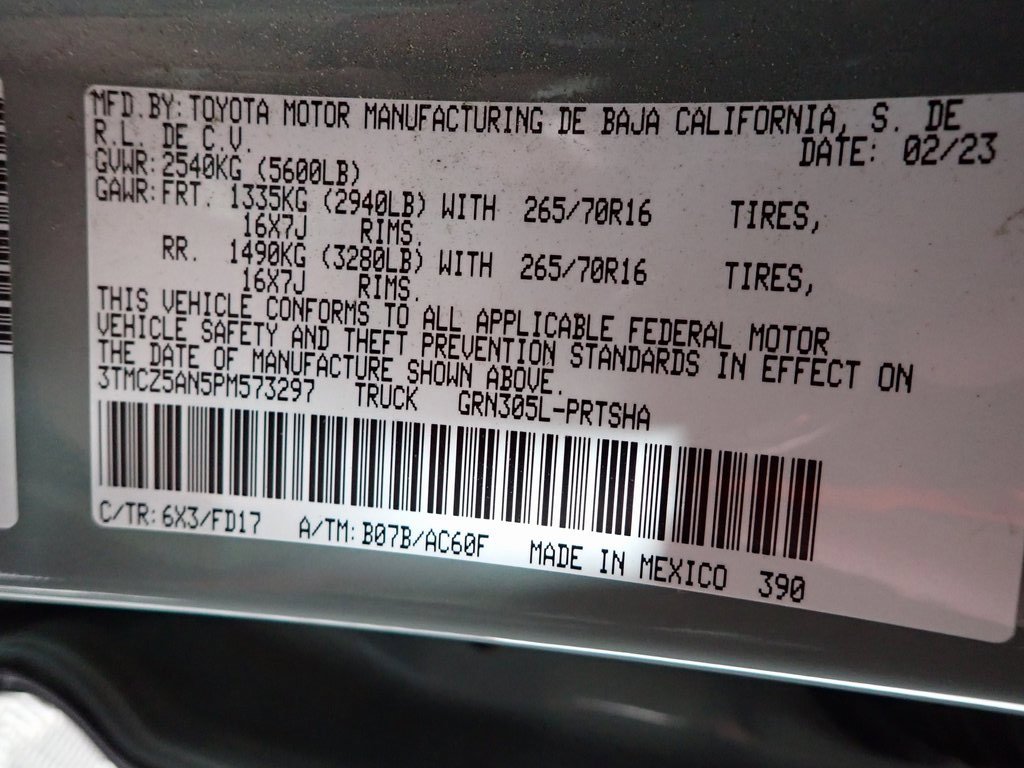 MFD.BY:TOYOTA MOTOR MANUFACTURING DE BAJA CALIFORNIA, S. DE
R.L. DE C.V. DATE: 02/23
GVWR:2540KG (5600LB)
GAWR:FRT. 1335KG (2940LB) WITH 265/70R16 TIRES,
16X7J RIMS.
RR. 1490KG (3280LB) WITH 265/70R16 TIRES,
16X7J RIMS.
THIS VEHICLE CONFORMS TO ALL APPLICABLE FEDERAL MOTOR
VEHICLE SAFETY AND THEFT PREVENTION STANDARDS IN EFFECT ON
THE DATE OF MANUFACTURE SHOWN ABOVE.
3TMCZ5AN5PM573297 TRUCK GRN305L-PRTSHA
C/TR:6X3/FD17 A/TM:B07B/AC60F MADE IN MEXICO 390